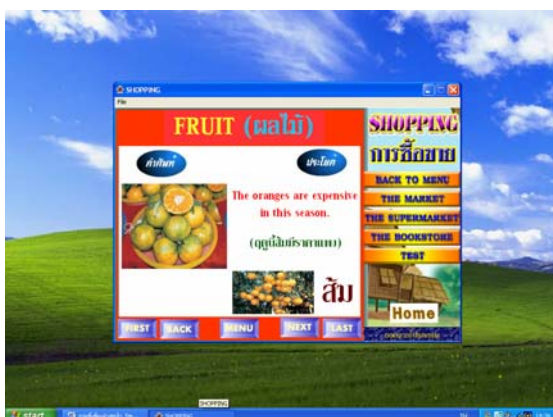 SHOPPING
File
FRUIT (ผลไม้)
คำศัพท์
ประโยค
The oranges are expensive
in this season.
(ฤดูนี้ส้มมีราคาแพง)
ส้ม
FIRST
BACK
MENU
NEXT
LAST
SHOPPING
การซื้อขาย
BACK TO MENU
THE MARKET
THE SUPERMARKET
THE BOOKSTORE
TEST
Home
SHOPPING
start
SHOPPING